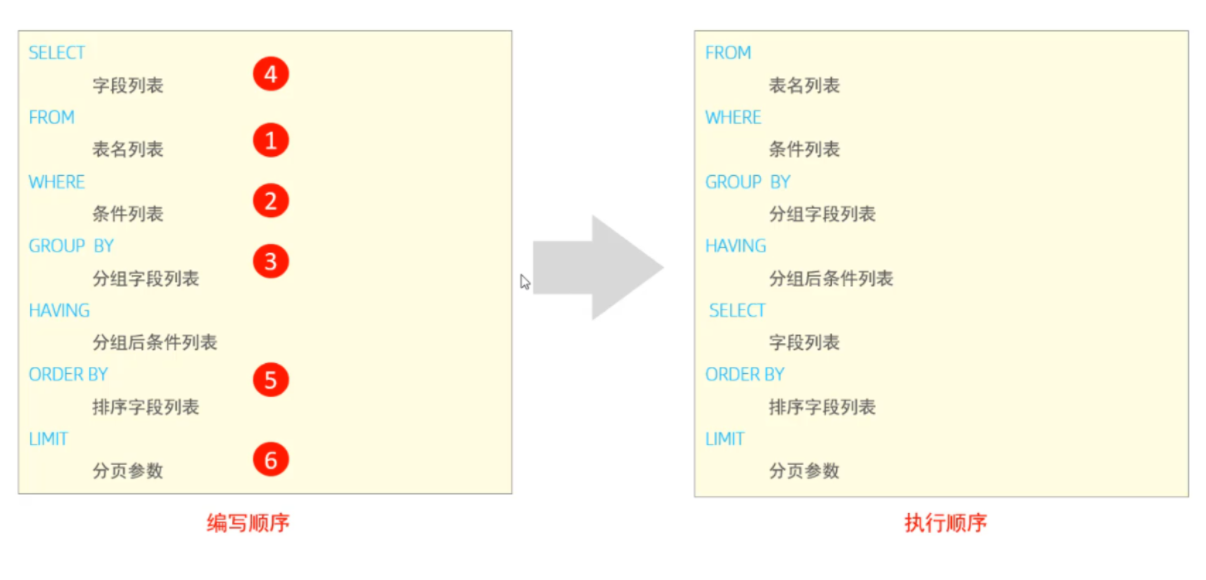 SELECT
字段列表
4
FROM
表名列表
1
WHERE
条件列表
2
GROUP BY
分组字段列表
3
HAVING
分组后条件列表
ORDER BY
5
排序字段列表
LIMIT
分页参数
6
编写顺序
FROM
表名列表
WHERE
条件列表
GROUP BY
分组字段列表
HAVING
分组后条件列表
SELECT
字段列表
ORDER BY
排序字段列表
LIMIT
分页参数
执行顺序